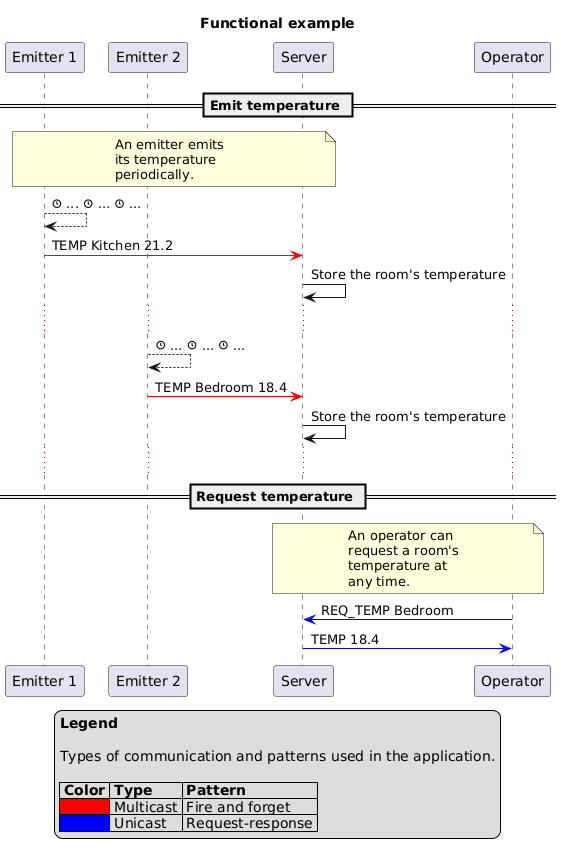 Functional example
Emitter 1 Emitter 2 Server Operator
Emit temperature
An emitter emits
its temperature
periodically.
🕒 ... 🕒 ... 🕒 ...
TEMP Kitchen 21.2
Store the room's temperature
🕒 ... 🕒 ... 🕒 ...
TEMP Bedroom 18.4
Store the room's temperature
Request temperature
An operator can
request a room's
temperature at
any time.
REQ_TEMP Bedroom
TEMP 18.4
Emitter 1 Emitter 2 Server Operator
Legend
Types of communication and patterns used in the application.
Color Type Pattern
Multicast Fire and forget
Unicast Request-response